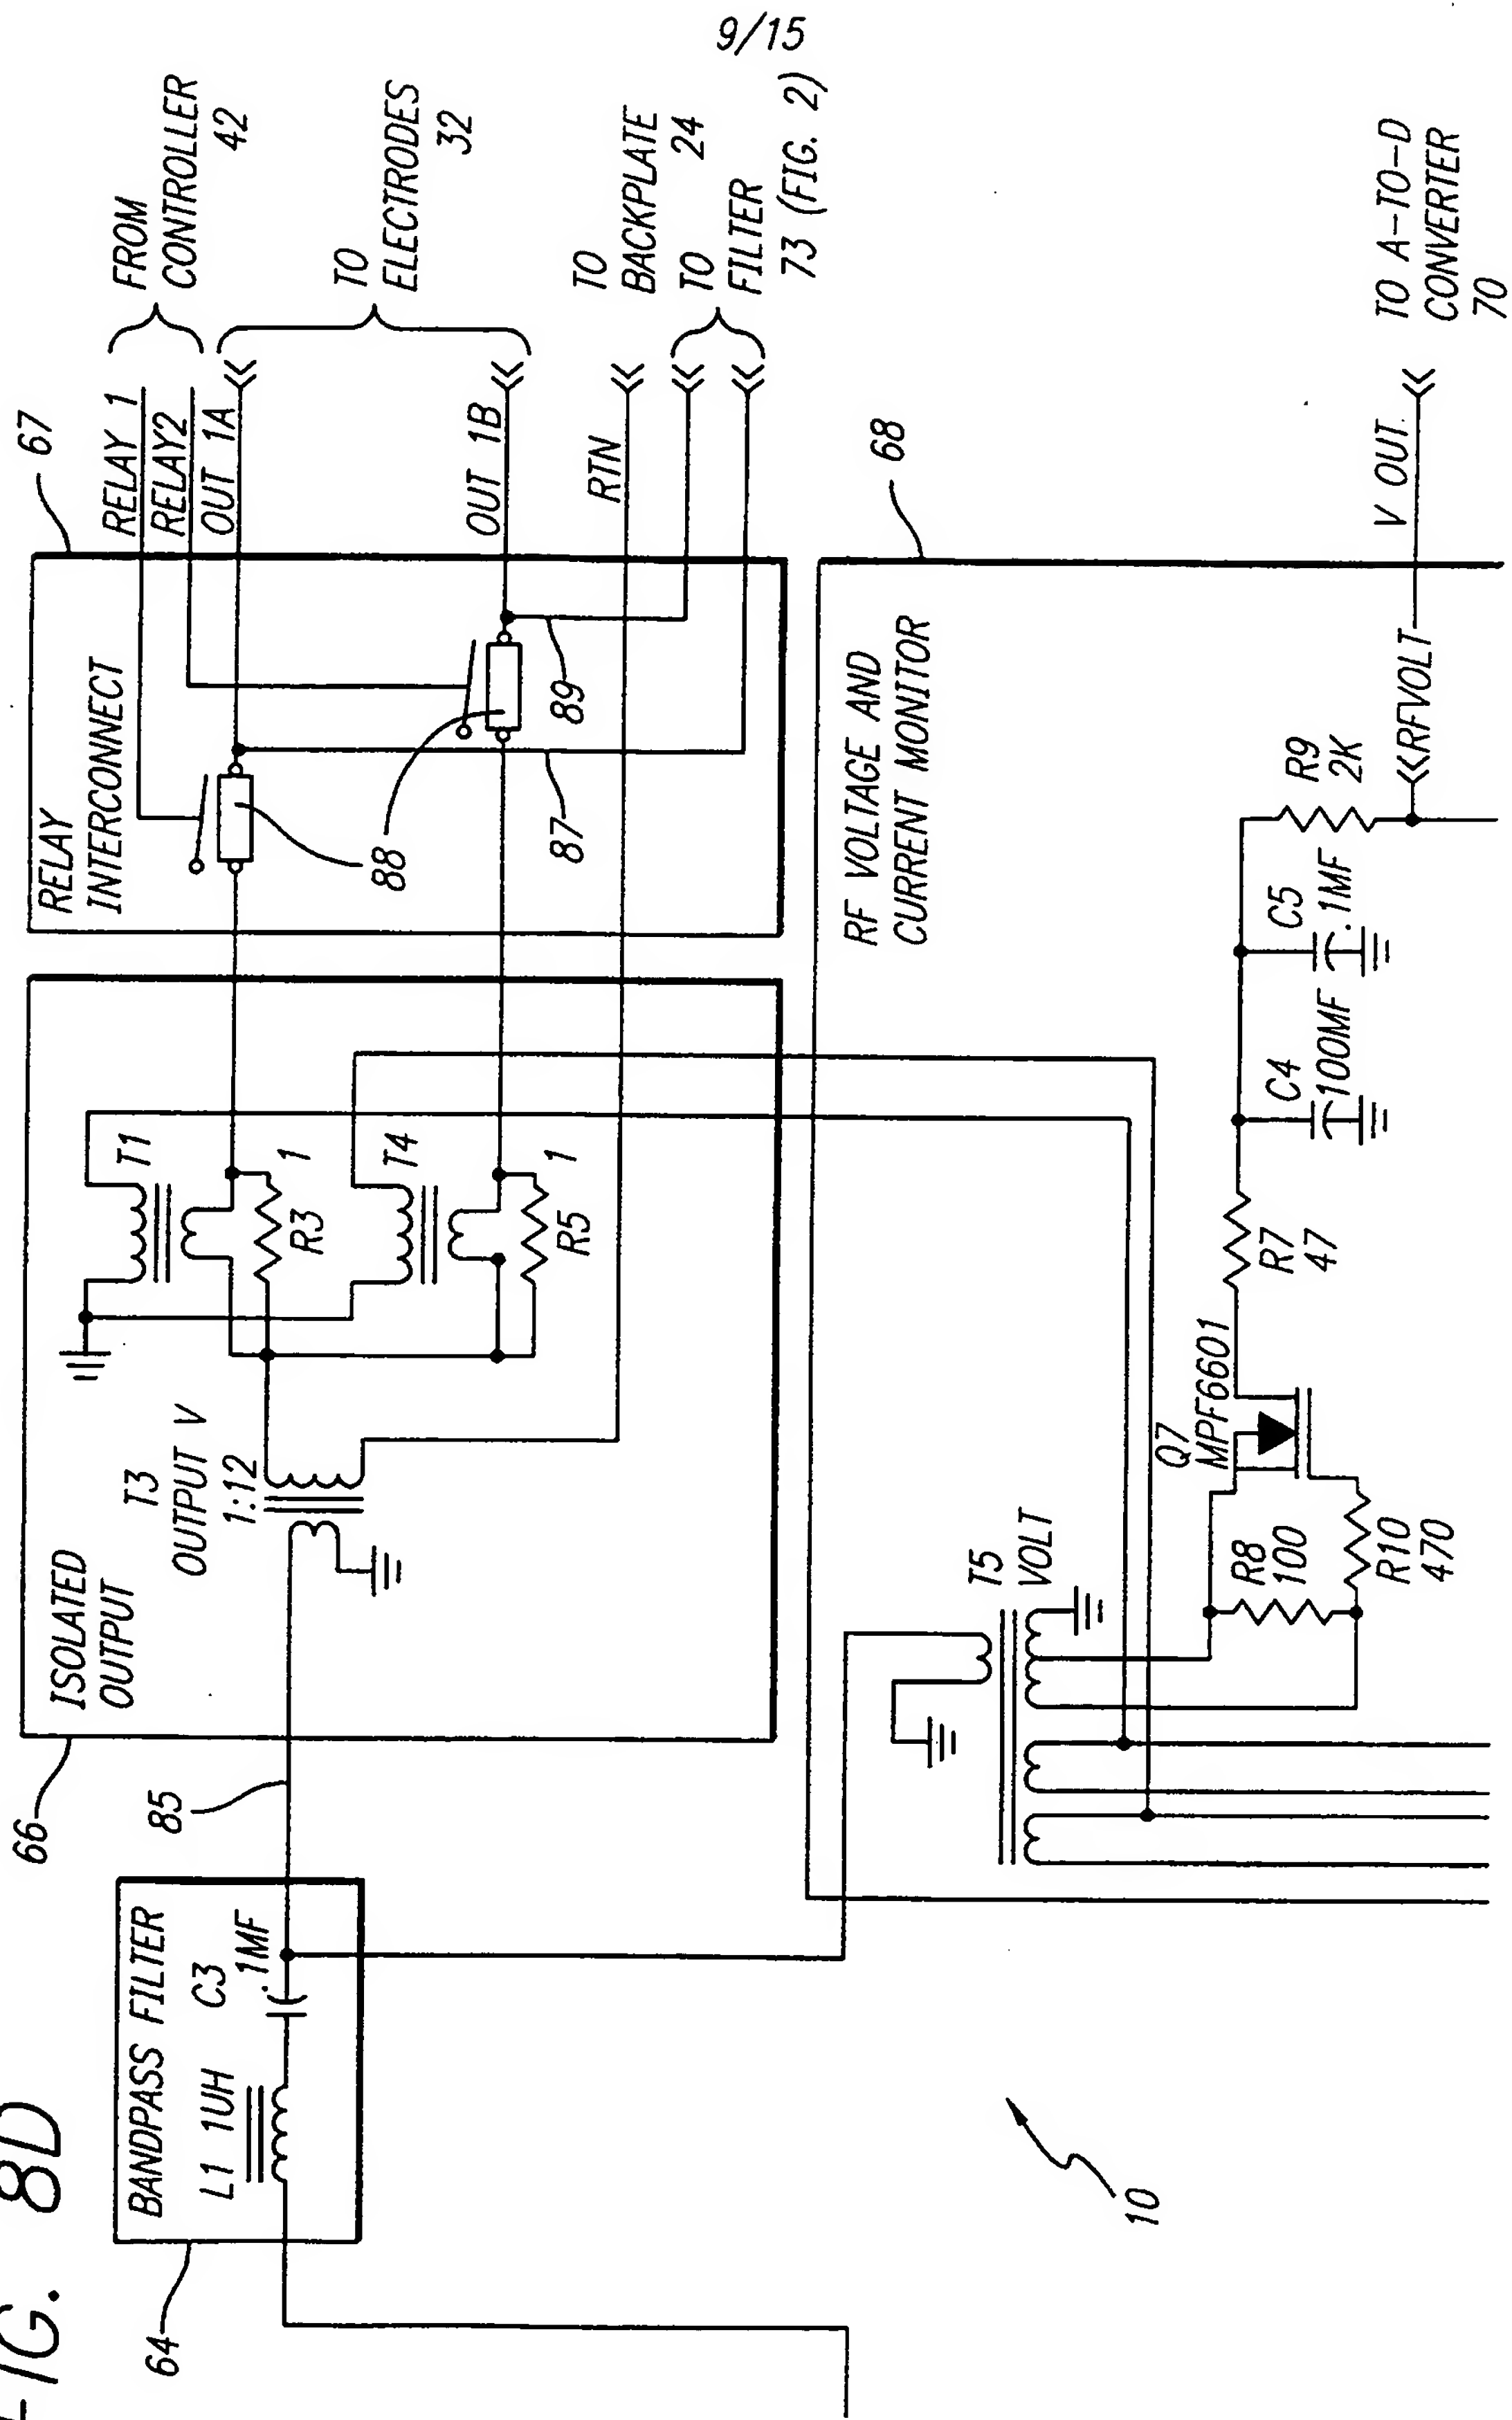 9/15
FIG. 8D
64
BANDPASS FILTER
L1 1UH
C3
.1MF
85
66
ISOLATED
OUTPUT
T3
OUTPUT V
1:12
T1
R3
1
T4
R5
1
67
RELAY
INTERCONNECT
88
87
89
RELAY 1
RELAY2
OUT 1A
OUT 1B
RTN
FROM
CONTROLLER
42
TO
ELECTRODES
32
TO
BACKPLATE
24
TO
FILTER
73 (FIG. 2)
68
RF VOLTAGE AND
CURRENT MONITOR
T5
VOLT
R8
100
R10
470
Q7
MPF6601
R7
47
C4
100MF
C5
.1MF
R9
2K
RFVOLT
V OUT
TO A-TO-D
CONVERTER
70
10